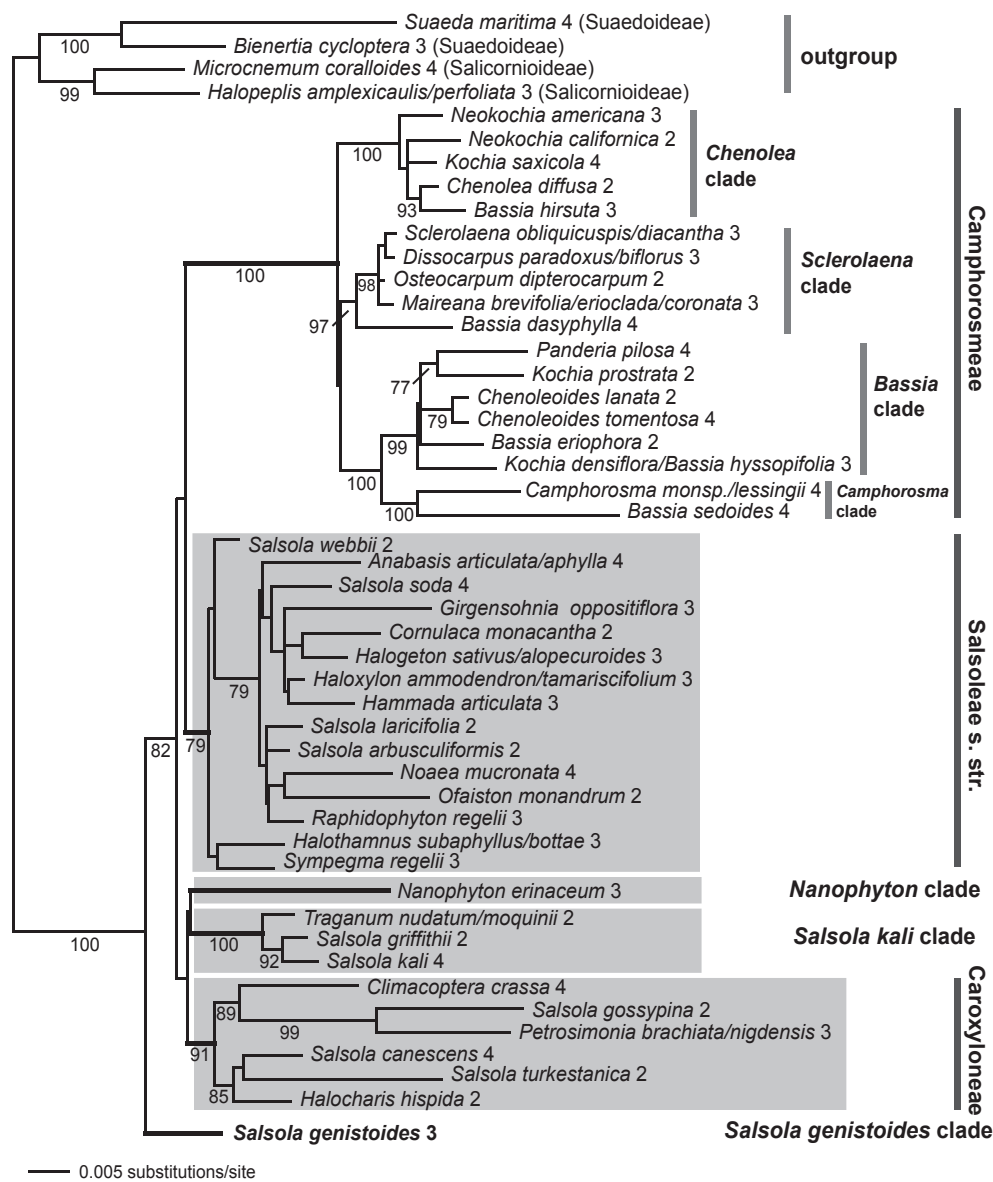 Suaeda maritima 4 (Suaedoideae)
100
Bienertia cycloptera 3 (Suaedoideae)
Microcnemum coralloides 4 (Salicornioideae)
99
Halopeplis amplexicaulis/perfoliata 3 (Salicornioideae)
outgroup
Neokochia americana 3
Neokochia californica 2
100
Kochia saxicola 4
Chenolea diffusa 2
93
Bassia hirsuta 3
Chenolea
clade
Sclerolaena obliquicuspis/diacantha 3
Dissocarpus paradoxus/biflorus 3
100
98
Osteocarpum dipterocarpum 2
Maireana brevifolia/erioclada/coronata 3
97
Bassia dasyphylla 4
Sclerolaena
clade
Panderia pilosa 4
77
Kochia prostrata 2
Chenoleoides lanata 2
79
Chenoleoides tomentosa 4
99
Bassia eriophora 2
Kochia densiflora/Bassia hyssopifolia 3
Bassia
clade
100
Camphorosma monsp./lessingii 4
100
Bassia sedoides 4
Camphorosma
clade
Camphorosmeae
Salsola webbii 2
Anabasis articulata/aphylla 4
Salsola soda 4
Girgensohnia oppositiflora 3
Cornulaca monacantha 2
Halogeton sativus/alopecuroides 3
Haloxylon ammodendron/tamariscifolium 3
79
Hammada articulata 3
Salsola laricifolia 2
82
79
Salsola arbusculiformis 2
Noaea mucronata 4
Ofaiston monandrum 2
Raphidophyton regelii 3
Halothamnus subaphyllus/bottae 3
Sympegma regelii 3
Salsoleae s. str.
Nanophyton erinaceum 3
Nanophyton clade
Traganum nudatum/moquinii 2
100
100
Salsola griffithii 2
92
Salsola kali 4
Salsola kali clade
Climacoptera crassa 4
89
Salsola gossypina 2
99
Petrosimonia brachiata/nigdensis 3
91
Salsola canescens 4
Salsola turkestanica 2
85
Halocharis hispida 2
Caroxyloneae
Salsola genistoides 3
Salsola genistoides clade
0.005 substitutions/site